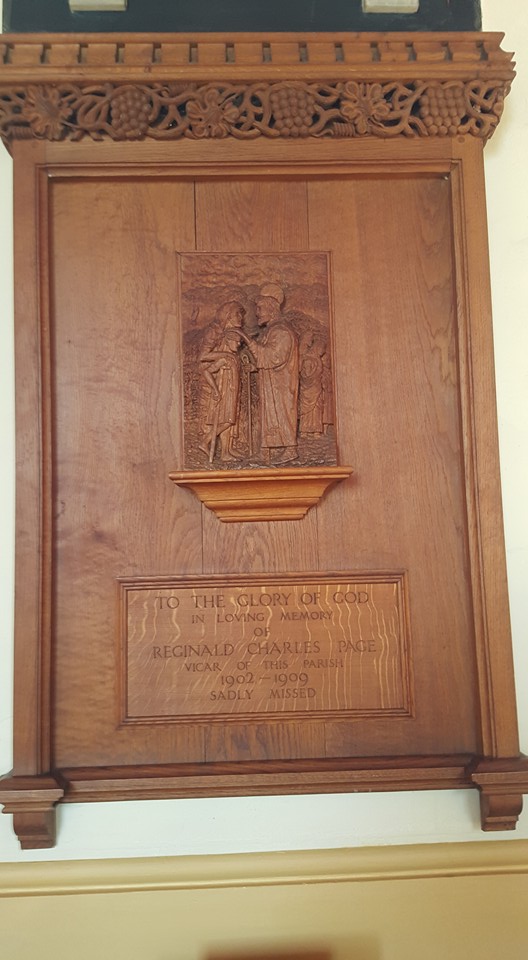 TO THE GLORY OF GOD
IN LOVING MEMORY
OF
REGINALD CHARLES PAGE
VICAR OF THIS PARISH
1902-1909
SADLY MISSED